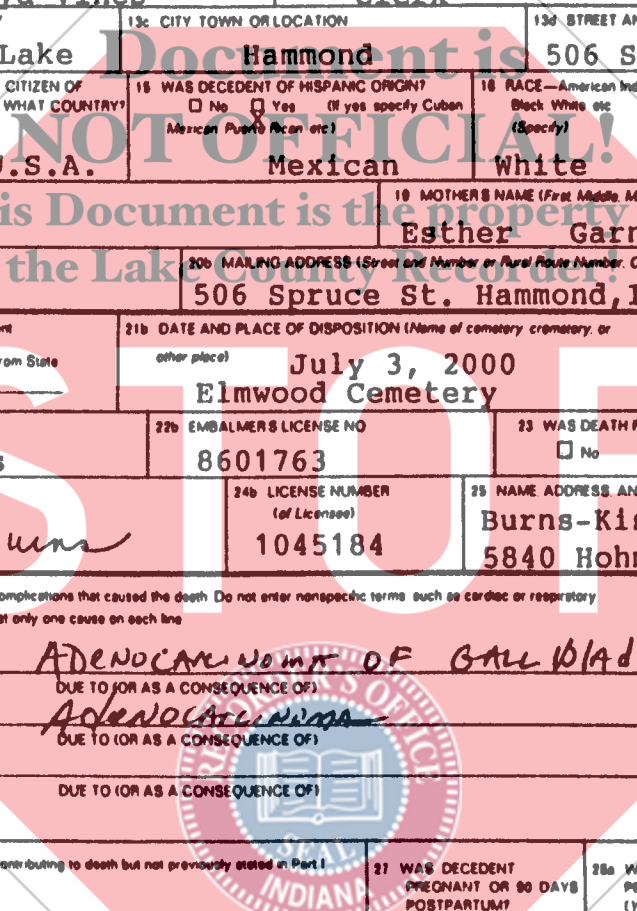 13c CITY TOWN OR LOCATION
13d STREET
Lake Hammond 506 S
Document is
CITIZEN OF
WHAT COUNTRY?
15 WAS DECEDENT OF HISPANIC ORIGIN?
No Yes (If yes specify Cuban
Mexican Puerto Rican etc)
16 RACE—American
Black White etc
(Specify)
NOT OFFICIAL!
.S.A. Mexican White
is Document is the property
19 MOTHER'S NAME (First Middle
Esther
the Lake County Recorder!
20b MAILING ADDRESS (Street and Number or Rural Route Number
506 Spruce St. Hammond,
21b DATE AND PLACE OF DISPOSITION (Name of cemetery crematory, or
other place)
from State
July 3, 2000
Elmwood Cemetery
STOP
22b EMBALMERS LICENSE NO
8601763
23 WAS DEATH
No
24b LICENSE NUMBER
(of Licensee)
1045184
25 NAME ADDRESS
Burns-Kis
5840 Hohm
complications that caused the death Do not enter nonspecific terms such as cardiac or respiratory
only one cause on each line
ADENOCARCINOMA OF GALL BlAd
DUE TO (OR AS A CONSEQUENCE OF)
ADENOCARCINOMA
DUE TO (OR AS A CONSEQUENCE OF)
DUE TO (OR AS A CONSEQUENCE OF)
RECORDER'S OFFICE
SEAL
INDIANA
contributing to death but not previously stated in Part I
27 WAS DECEDENT
PREGNANT OR 90 DAYS
POSTPARTUM?
28a